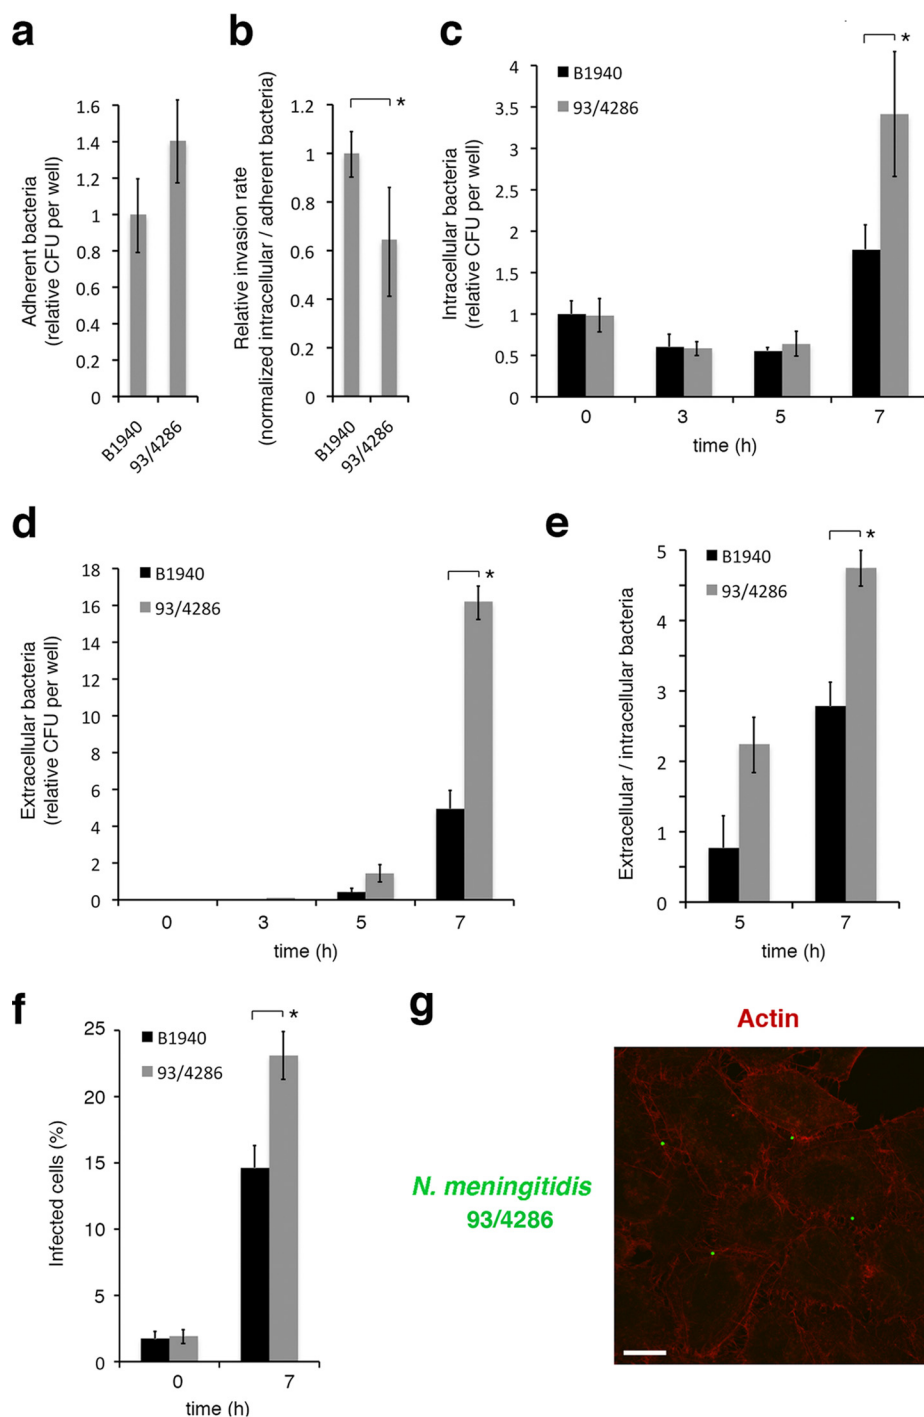 a
Adherent bacteria
(relative CFU per well)
1.6
1.4
1.2
1
0.8
0.6
0.4
0.2
0
B1940
93/4286
b
Relative invasion rate
(normalized intracellular / adherent bacteria)
1.2
1
0.8
0.6
0.4
0.2
0
*
B1940
93/4286
c
Intracellular bacteria
(relative CFU per well)
4
3.5
3
2.5
2
1.5
1
0.5
0
B1940
93/4286
*
0 3 5 7
time (h)
d
Extracellular bacteria
(relative CFU per well)
18
16
14
12
10
8
6
4
2
0
B1940
93/4286
*
0 3 5 7
time (h)
e
Extracellular / intracellular bacteria
5
4
3
2
1
0
B1940
93/4286
*
5 7
time (h)
f
Infected cells (%)
25
20
15
10
5
0
B1940
93/4286
*
0 7
time (h)
g
Actin
N. meningitidis
93/4286